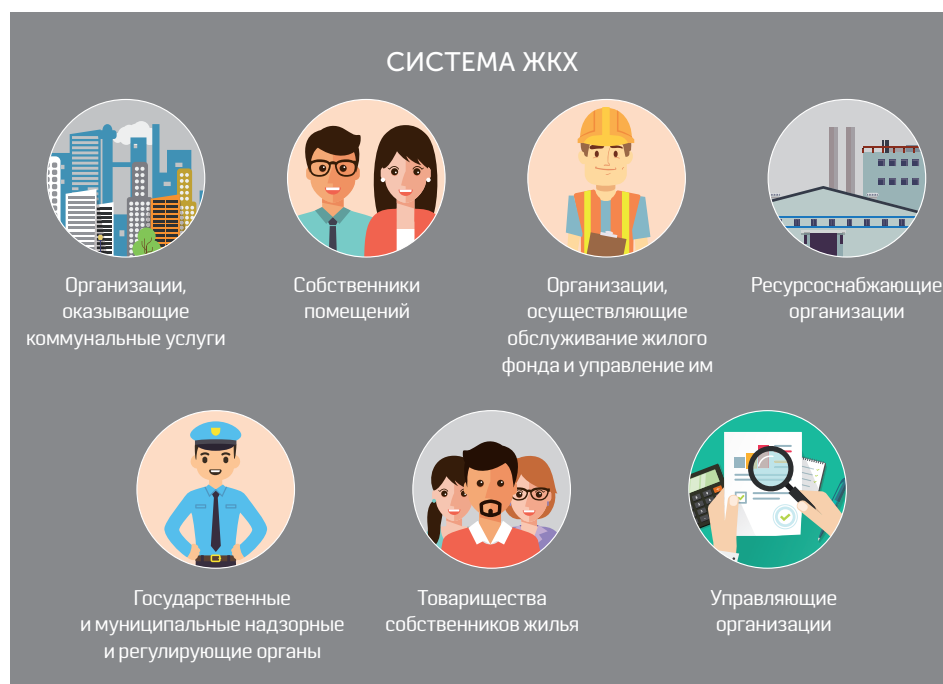 СИСТЕМА ЖКХ
Организации,
оказывающие
коммунальные услуги
Собственники
помещений
Организации,
осуществляющие
обслуживание жилого
фонда и управление им
Ресурсоснабжающие
организации
Государственные
и муниципальные надзорные
и регулирующие органы
Товарищества
собственников жилья
Управляющие
организации